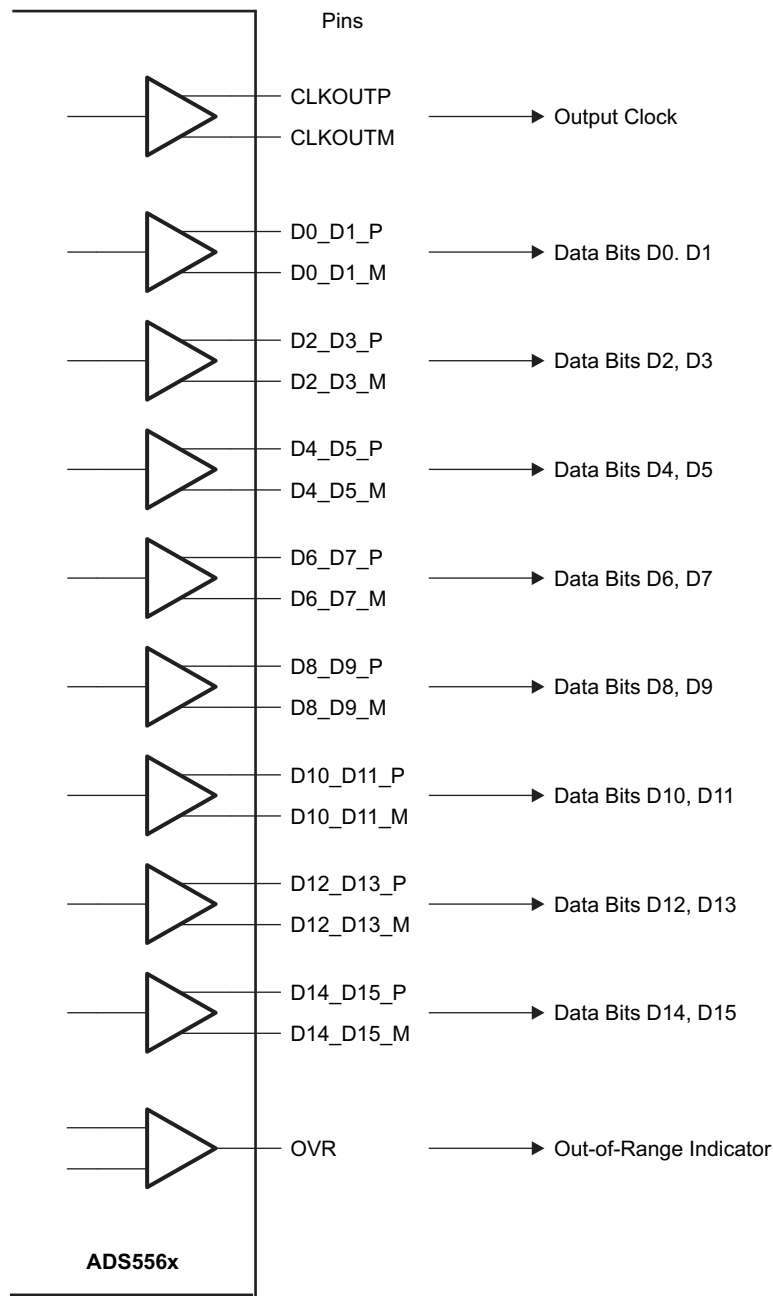 Pins
CLKOUTP
CLKOUTM
Output Clock
D0_D1_P
D0_D1_M
Data Bits D0. D1
D2_D3_P
D2_D3_M
Data Bits D2, D3
D4_D5_P
D4_D5_M
Data Bits D4, D5
D6_D7_P
D6_D7_M
Data Bits D6, D7
D8_D9_P
D8_D9_M
Data Bits D8, D9
D10_D11_P
D10_D11_M
Data Bits D10, D11
D12_D13_P
D12_D13_M
Data Bits D12, D13
D14_D15_P
D14_D15_M
Data Bits D14, D15
OVR
Out-of-Range Indicator
ADS556x